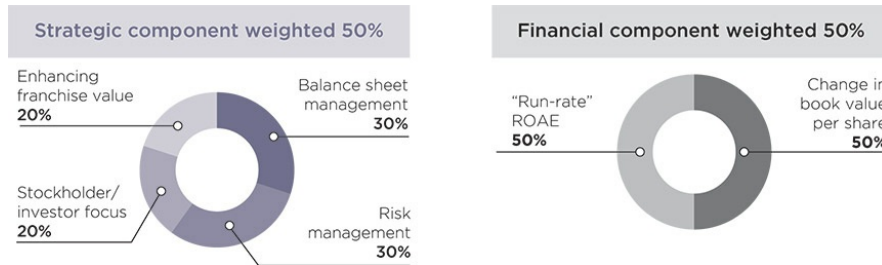 Strategic component weighted 50%
Enhancing
franchise value
20%
Balance sheet
management
30%
Stockholder/
investor focus
20%
Risk
management
30%
Financial component weighted 50%
“Run-rate”
ROAE
50%
Change in
book value
per share
50%